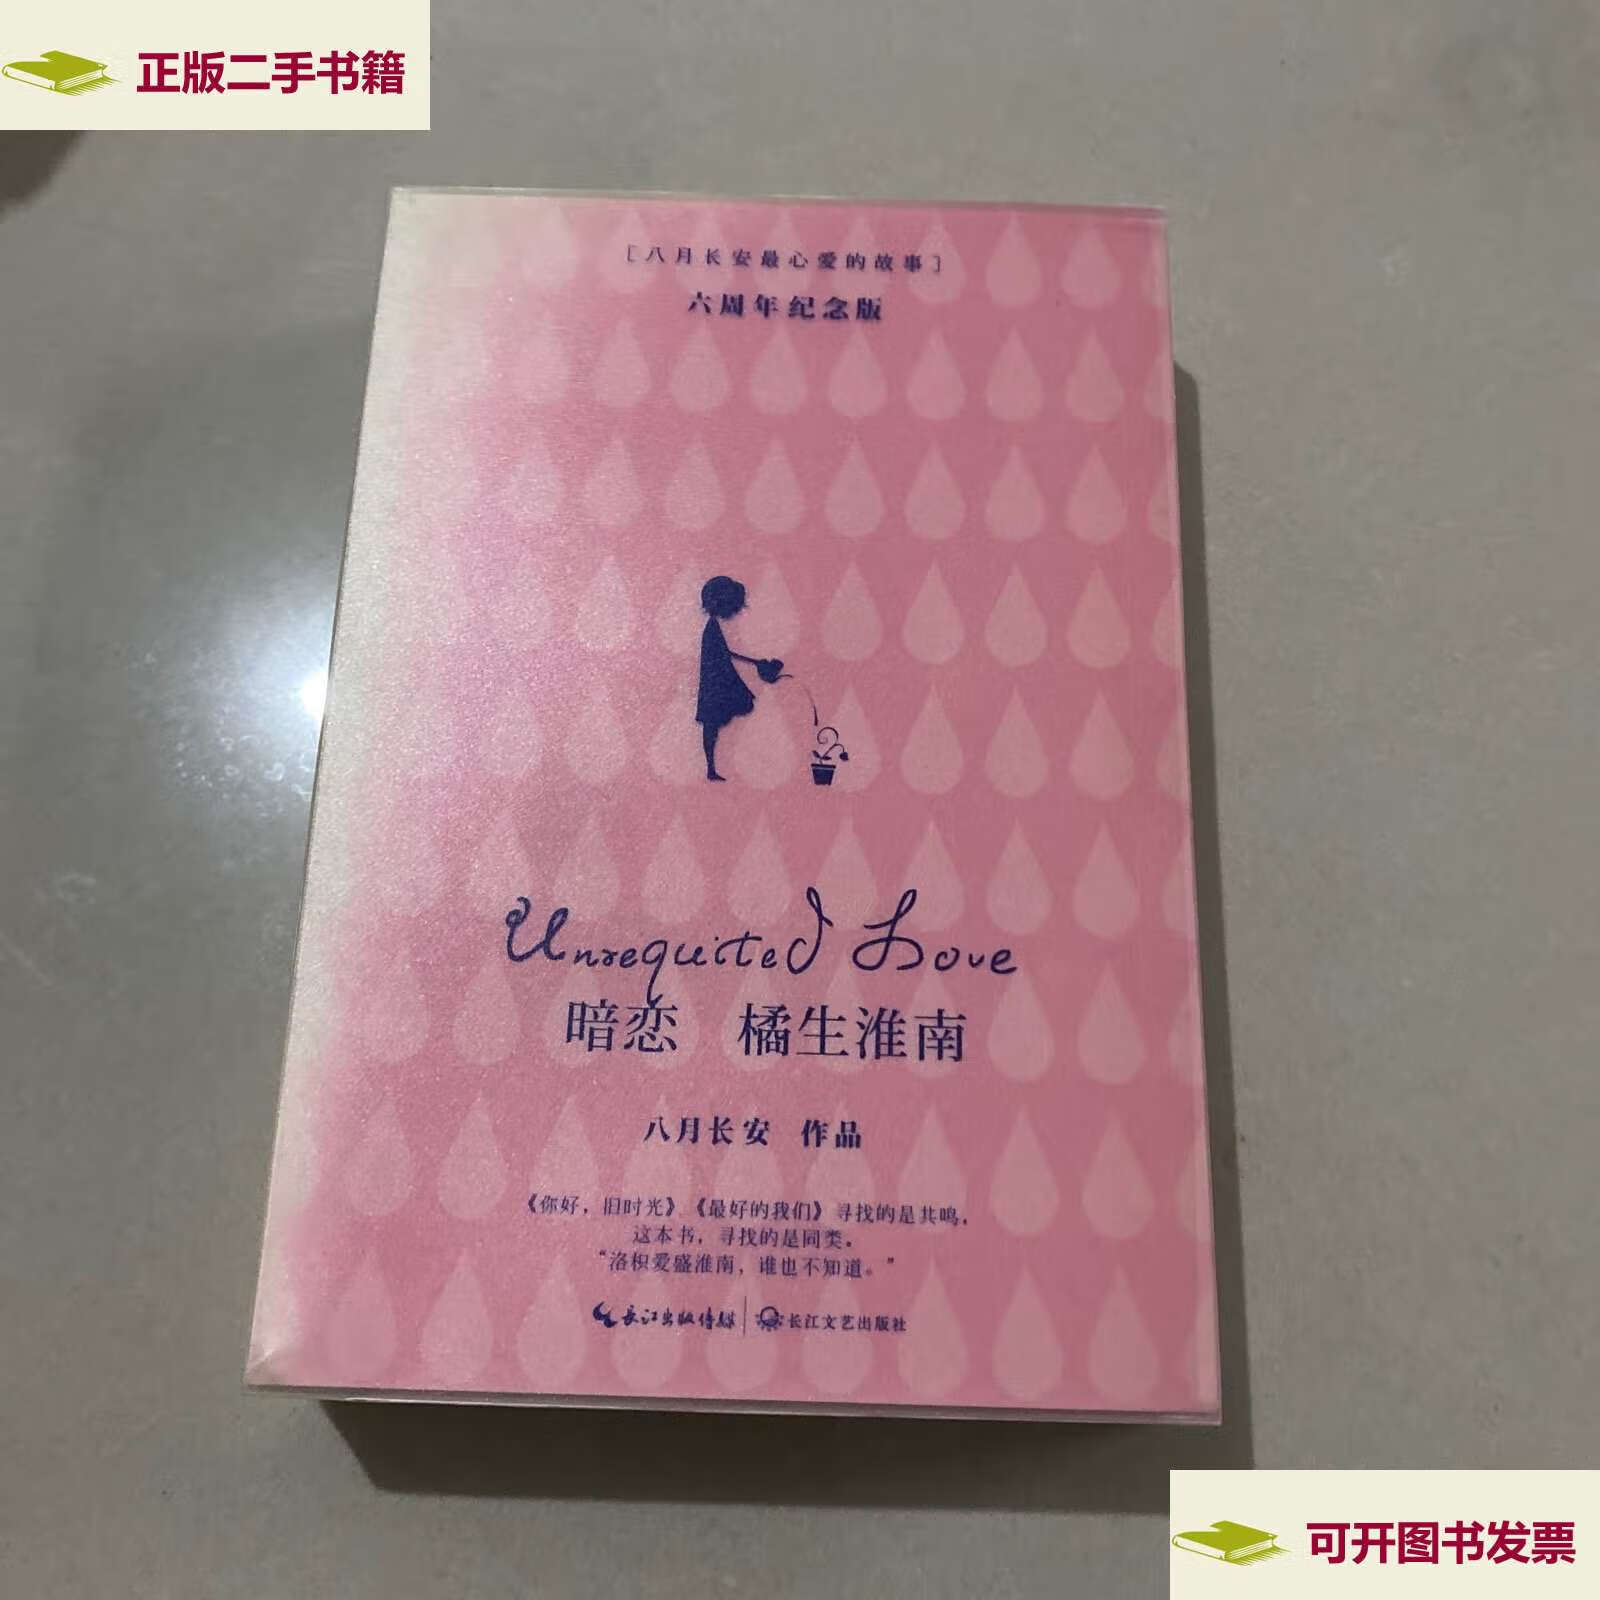 正版二手书籍
[八月长安最心爱的故事]
六周年纪念版
Unrequited Love
暗恋 橘生淮南
八月长安 作品
《你好，旧时光》《最好的我们》寻找的是共鸣，
这本书，寻找的是同类。
“洛枳爱盛淮南，谁也不知道。”
长江出版传媒 长江文艺出版社
可开图书发票